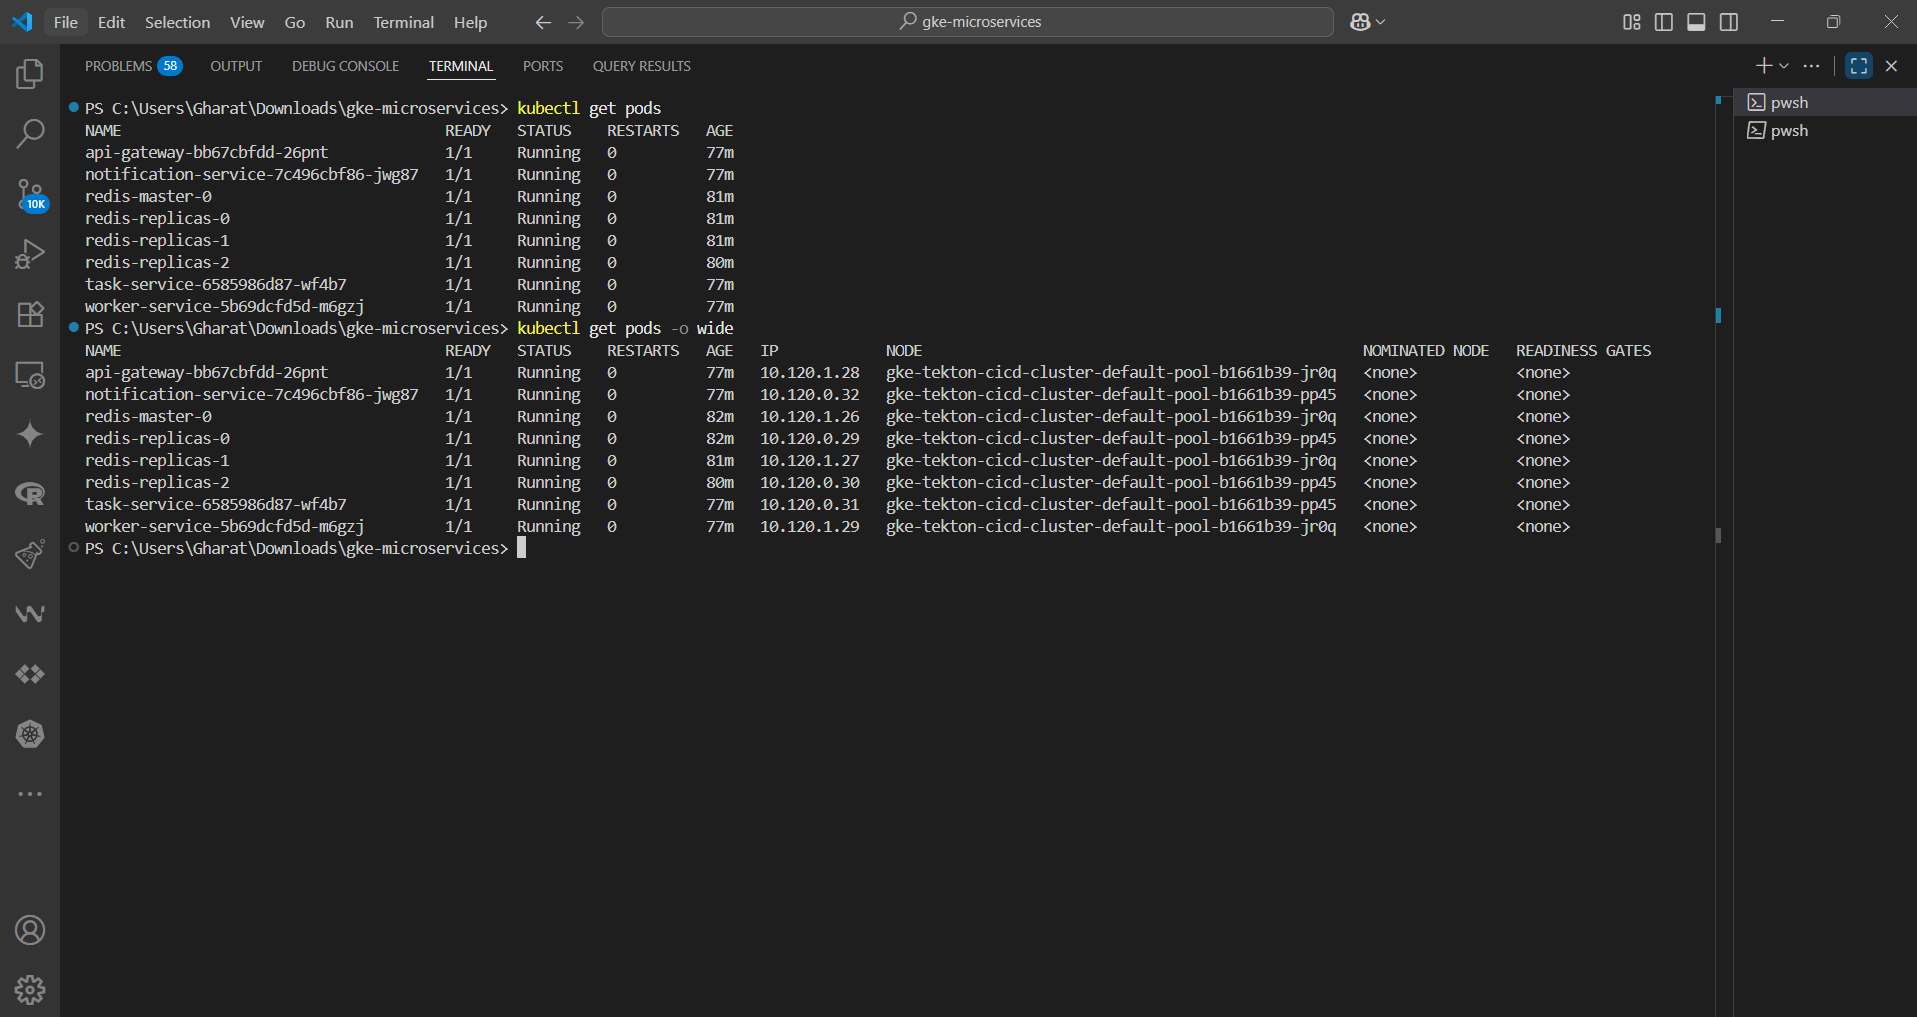 File Edit Selection View Go Run Terminal Help gke-microservices
PROBLEMS 58 OUTPUT DEBUG CONSOLE TERMINAL PORTS QUERY RESULTS
pwsh
pwsh
10K
PS C:\Users\Gharat\Downloads\gke-microservices> kubectl get pods
NAME READY STATUS RESTARTS AGE
api-gateway-bb67cbfdd-26pnt 1/1 Running 0 77m
notification-service-7c496cbf86-jwg87 1/1 Running 0 77m
redis-master-0 1/1 Running 0 81m
redis-replicas-0 1/1 Running 0 81m
redis-replicas-1 1/1 Running 0 81m
redis-replicas-2 1/1 Running 0 80m
task-service-6585986d87-wf4b7 1/1 Running 0 77m
worker-service-5b69dcfd5d-m6gzj 1/1 Running 0 77m
PS C:\Users\Gharat\Downloads\gke-microservices> kubectl get pods -o wide
NAME READY STATUS RESTARTS AGE IP NODE NOMINATED NODE READINESS GATES
api-gateway-bb67cbfdd-26pnt 1/1 Running 0 77m 10.120.1.28 gke-tekton-cicd-cluster-default-pool-b1661b39-jr0q <none> <none>
notification-service-7c496cbf86-jwg87 1/1 Running 0 77m 10.120.0.32 gke-tekton-cicd-cluster-default-pool-b1661b39-pp45 <none> <none>
redis-master-0 1/1 Running 0 82m 10.120.1.26 gke-tekton-cicd-cluster-default-pool-b1661b39-jr0q <none> <none>
redis-replicas-0 1/1 Running 0 82m 10.120.0.29 gke-tekton-cicd-cluster-default-pool-b1661b39-pp45 <none> <none>
redis-replicas-1 1/1 Running 0 81m 10.120.1.27 gke-tekton-cicd-cluster-default-pool-b1661b39-jr0q <none> <none>
redis-replicas-2 1/1 Running 0 80m 10.120.0.30 gke-tekton-cicd-cluster-default-pool-b1661b39-pp45 <none> <none>
task-service-6585986d87-wf4b7 1/1 Running 0 77m 10.120.0.31 gke-tekton-cicd-cluster-default-pool-b1661b39-pp45 <none> <none>
worker-service-5b69dcfd5d-m6gzj 1/1 Running 0 77m 10.120.1.29 gke-tekton-cicd-cluster-default-pool-b1661b39-jr0q <none> <none>
PS C:\Users\Gharat\Downloads\gke-microservices>